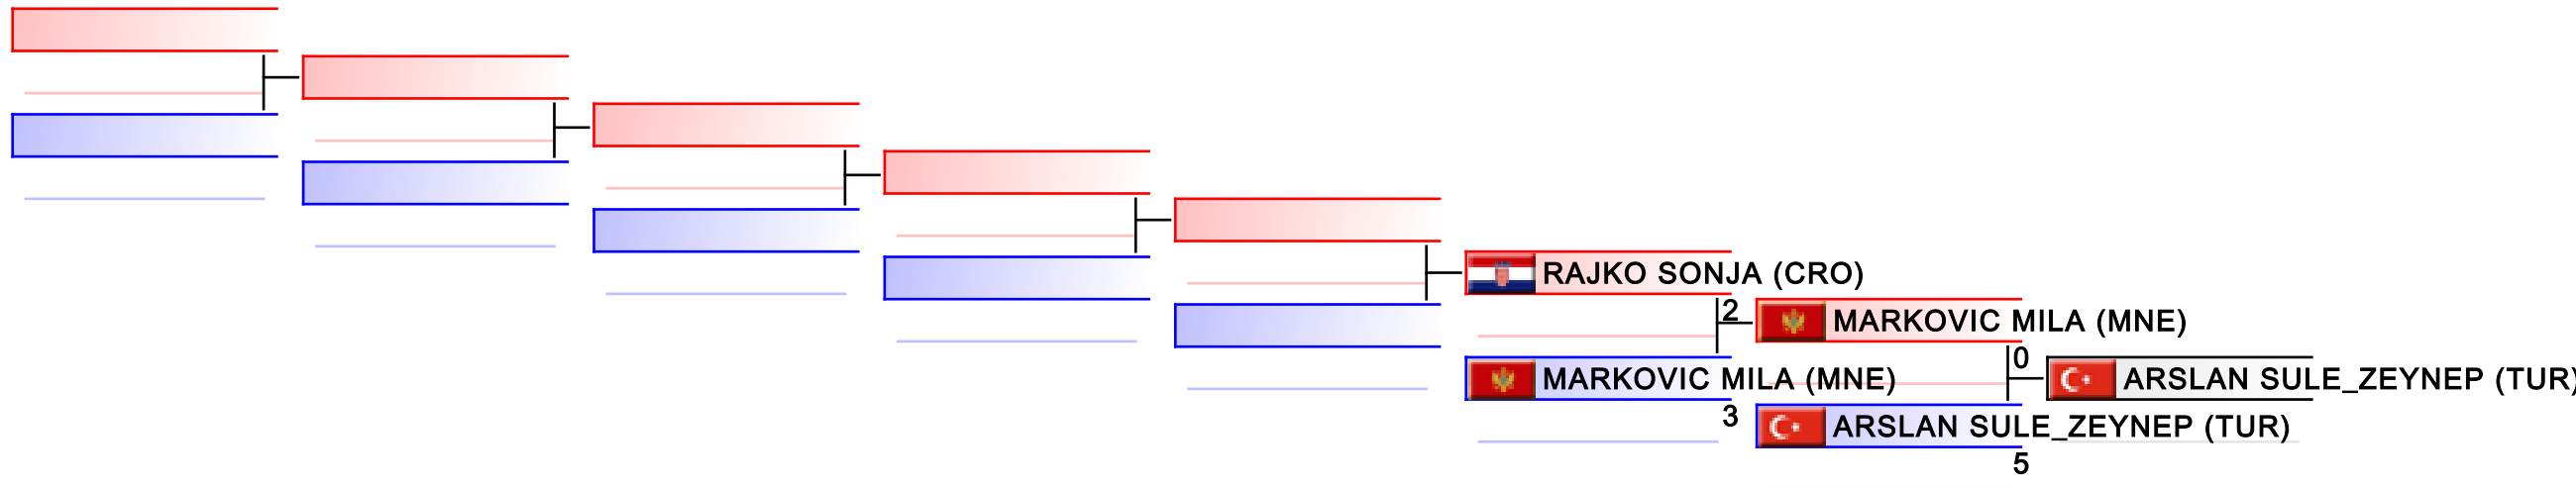 RAJKO SONJA (CRO)
2
MARKOVIC MILA (MNE)
MARKOVIC MILA (MNE)
3
0
ARSLAN SULE_ZEYNEP (TUR)
ARSLAN SULE_ZEYNEP (TUR)
5